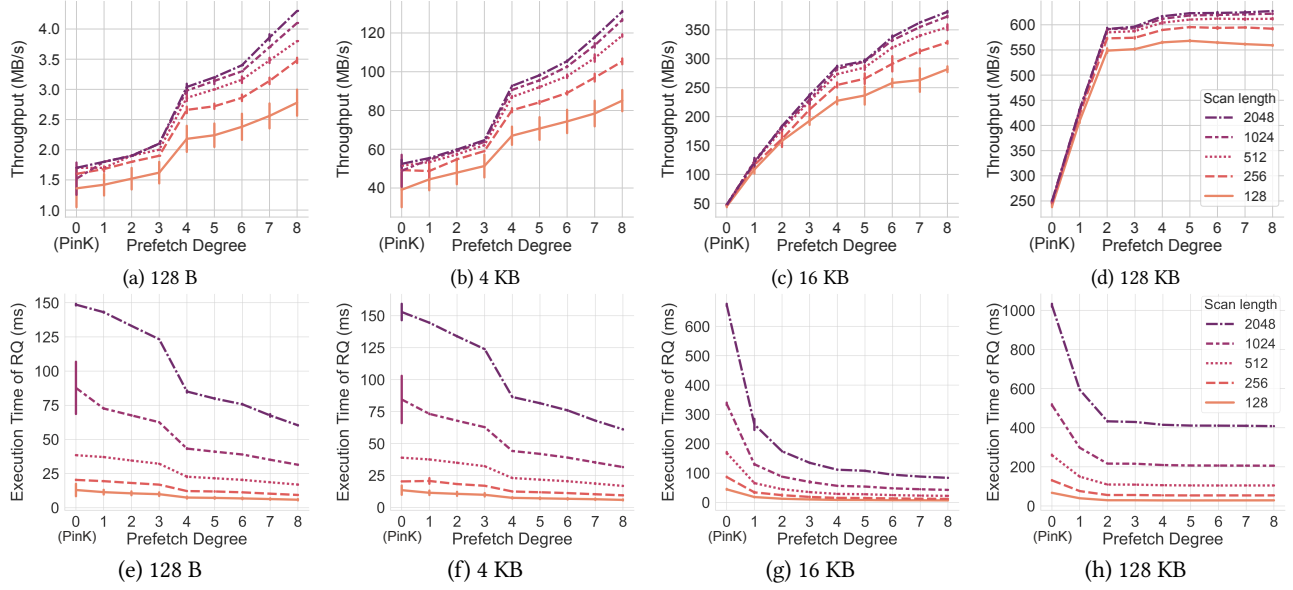 Throughput (MB/s)
4.0
3.5
3.0
2.5
2.0
1.5
1.0
0 1 2 3 4 5 6 7 8
(PinK) Prefetch Degree
(a) 128 B
Throughput (MB/s)
120
100
80
60
40
0 1 2 3 4 5 6 7 8
(PinK) Prefetch Degree
(b) 4 KB
Throughput (MB/s)
350
300
250
200
150
100
50
0 1 2 3 4 5 6 7 8
(PinK) Prefetch Degree
(c) 16 KB
Throughput (MB/s)
600
550
500
450
400
350
300
250
Scan length
2048
1024
512
256
128
0 1 2 3 4 5 6 7 8
(PinK) Prefetch Degree
(d) 128 KB
Execution Time of RQ (ms)
150
125
100
75
50
25
0
0 1 2 3 4 5 6 7 8
(PinK) Prefetch Degree
(e) 128 B
Execution Time of RQ (ms)
150
125
100
75
50
25
0
0 1 2 3 4 5 6 7 8
(PinK) Prefetch Degree
(f) 4 KB
Execution Time of RQ (ms)
600
500
400
300
200
100
0
0 1 2 3 4 5 6 7 8
(PinK) Prefetch Degree
(g) 16 KB
Execution Time of RQ (ms)
1000
800
600
400
200
0
Scan length
2048
1024
512
256
128
0 1 2 3 4 5 6 7 8
(PinK) Prefetch Degree
(h) 128 KB